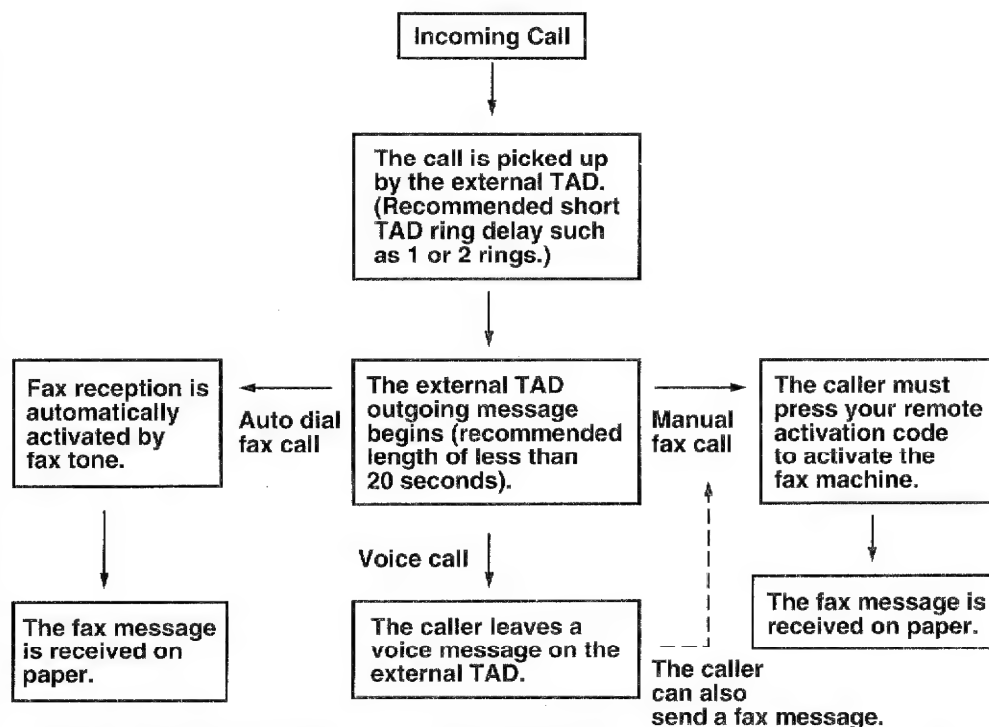 Incoming Call
The call is picked up
by the external TAD.
(Recommended short
TAD ring delay such
as 1 or 2 rings.)
Fax reception is
automatically
activated by
fax tone.
Auto dial
fax call
The external TAD
outgoing message
begins (recommended
length of less than
20 seconds).
Manual
fax call
The caller must
press your remote
activation code
to activate the
fax machine.
Voice call
The fax message
is received on
paper.
The caller leaves a
voice message on the
external TAD.
The caller
can also
send a fax message.
The fax message is
received on paper.